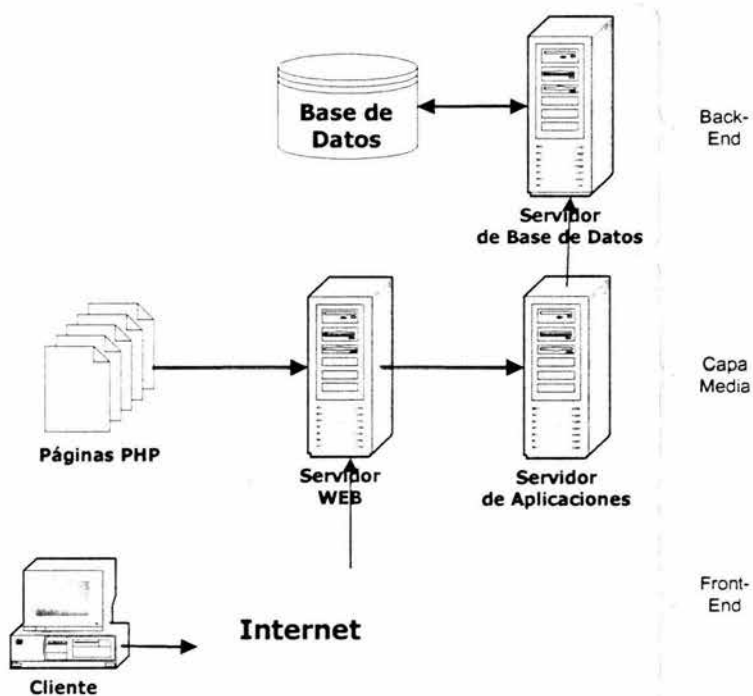 Base de
Datos
Back-
End
Servidor
de Base de Datos
Capa
Media
Páginas PHP
Servidor
WEB
Servidor
de Aplicaciones
Front-
End
Internet
Cliente